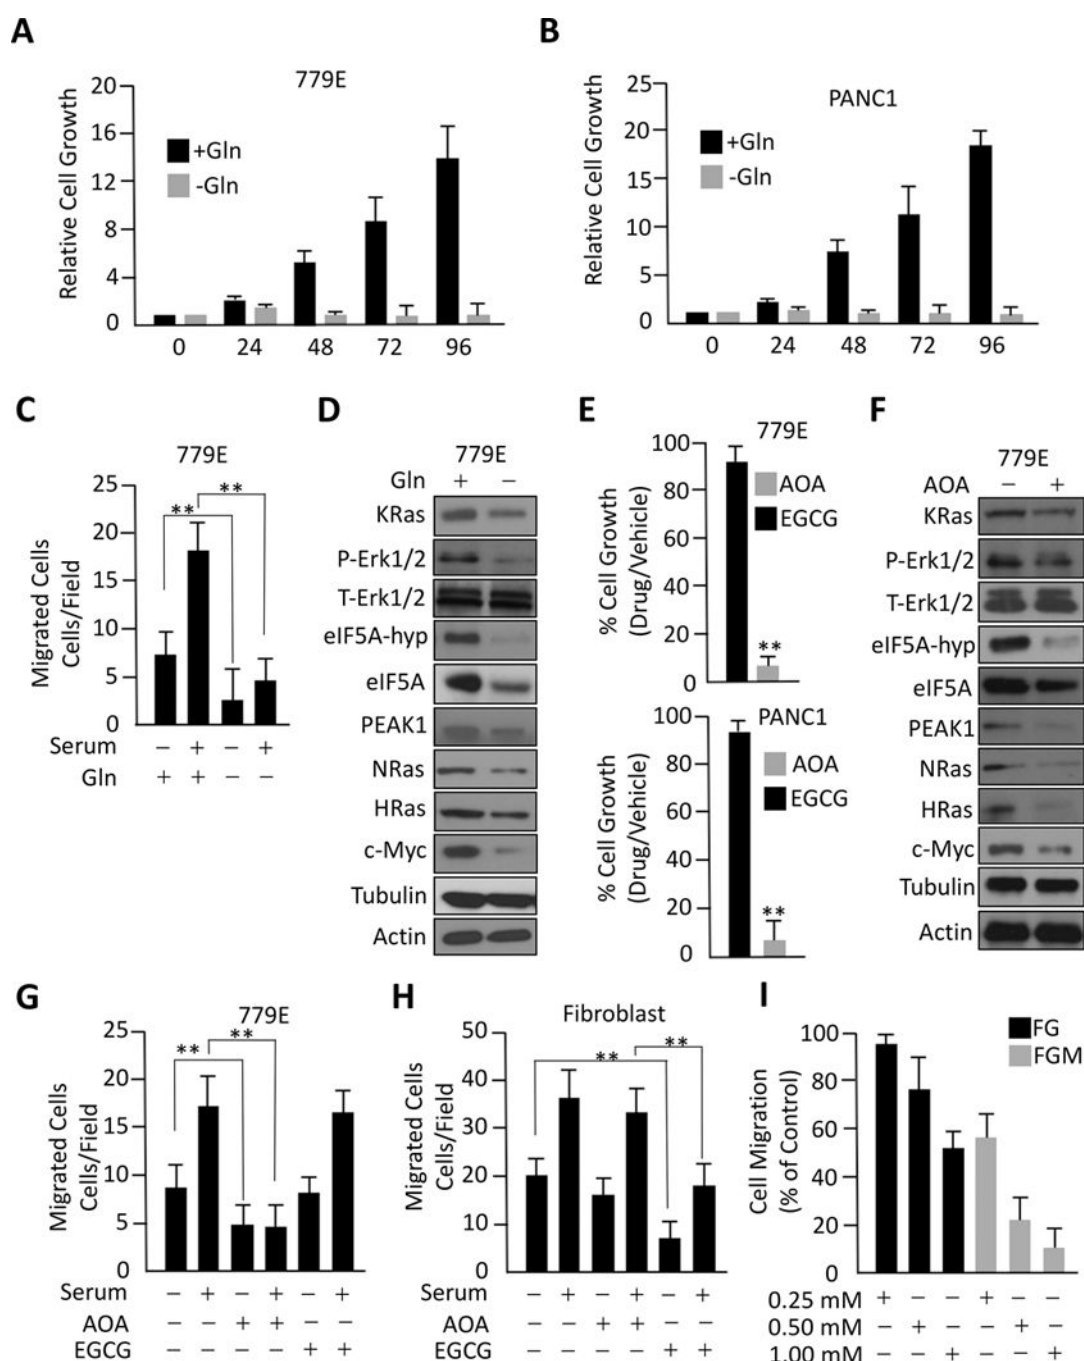 A
779E
Relative Cell Growth
20
16
12
8
4
0
+Gln
-Gln
0 24 48 72 96
B
PANC1
Relative Cell Growth
25
20
15
10
5
0
+Gln
-Gln
0 24 48 72 96
C
779E
Migrated Cells
Cells/Field
25
20
15
10
5
0
** **
Serum − + − +
Gln + + − −
D
779E
Gln + −
KRas
P-Erk1/2
T-Erk1/2
eIF5A-hyp
eIF5A
PEAK1
NRas
HRas
c-Myc
Tubulin
Actin
E
779E
% Cell Growth
(Drug/Vehicle)
100
80
60
40
20
0
AOA
EGCG
**
PANC1
% Cell Growth
(Drug/Vehicle)
100
80
60
40
20
0
AOA
EGCG
**
F
779E
AOA − +
KRas
P-Erk1/2
T-Erk1/2
eIF5A-hyp
eIF5A
PEAK1
NRas
HRas
c-Myc
Tubulin
Actin
G
779E
Migrated Cells
Cells/Field
25
20
15
10
5
0
** **
Serum − + − + − +
AOA − − + + − −
EGCG − − − − + +
H
Fibroblast
Migrated Cells
Cells/Field
50
40
30
20
10
0
** **
Serum − + − + − +
AOA − − + + − −
EGCG − − − − + +
I
FG
FGM
Cell Migration
(% of Control)
100
80
60
40
20
0
0.25 mM + − − + − −
0.50 mM − + − − + −
1.00 mM − − + − − +